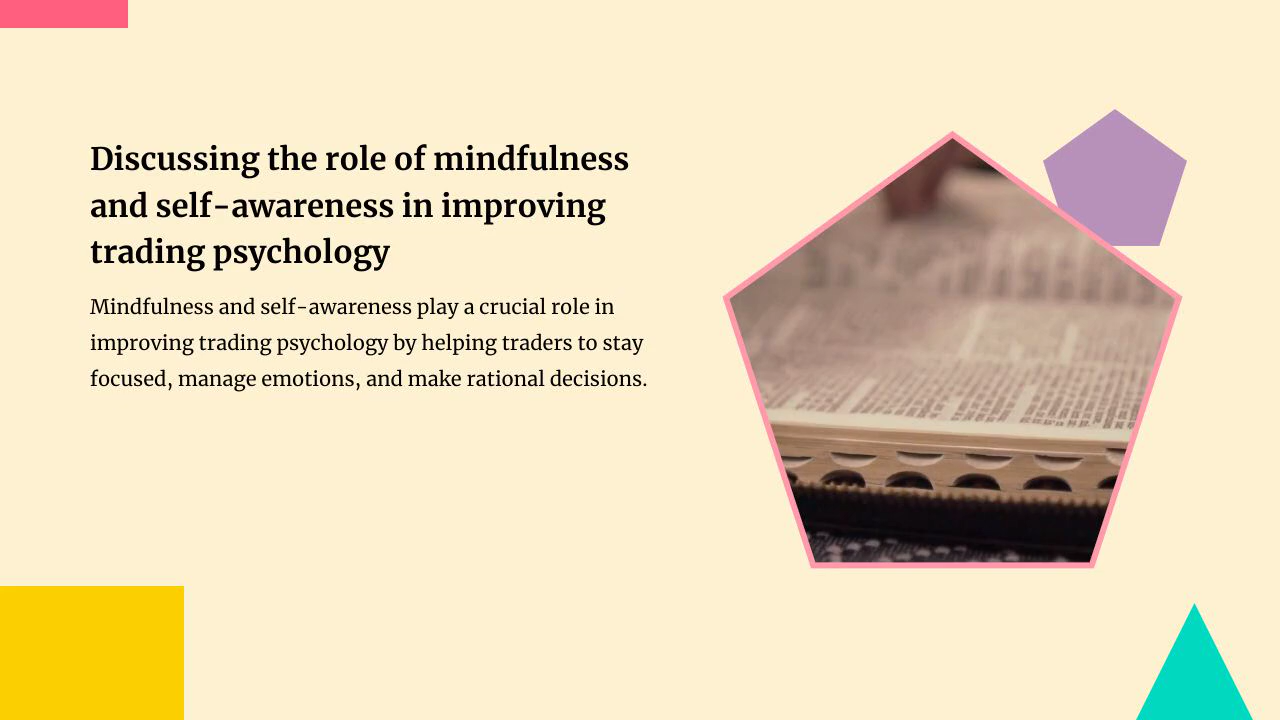 Discussing the role of mindfulness
and self-awareness in improving
trading psychology
Mindfulness and self-awareness play a crucial role in
improving trading psychology by helping traders to stay
focused, manage emotions, and make rational decisions.